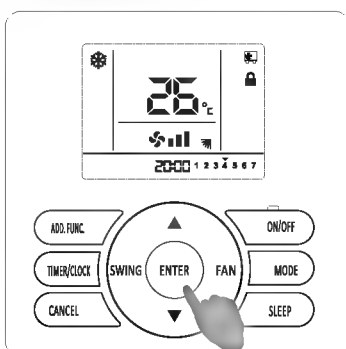 26°C
20:00 1 2 3 4 5 6 7
ADD. FUNC.
ON/OFF
TIMER/CLOCK
SWING
ENTER
FAN
MODE
CANCEL
SLEEP